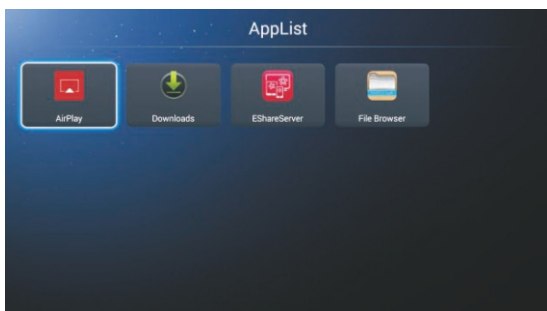 AppList
AirPlay
Downloads
EShareServer
File Browser